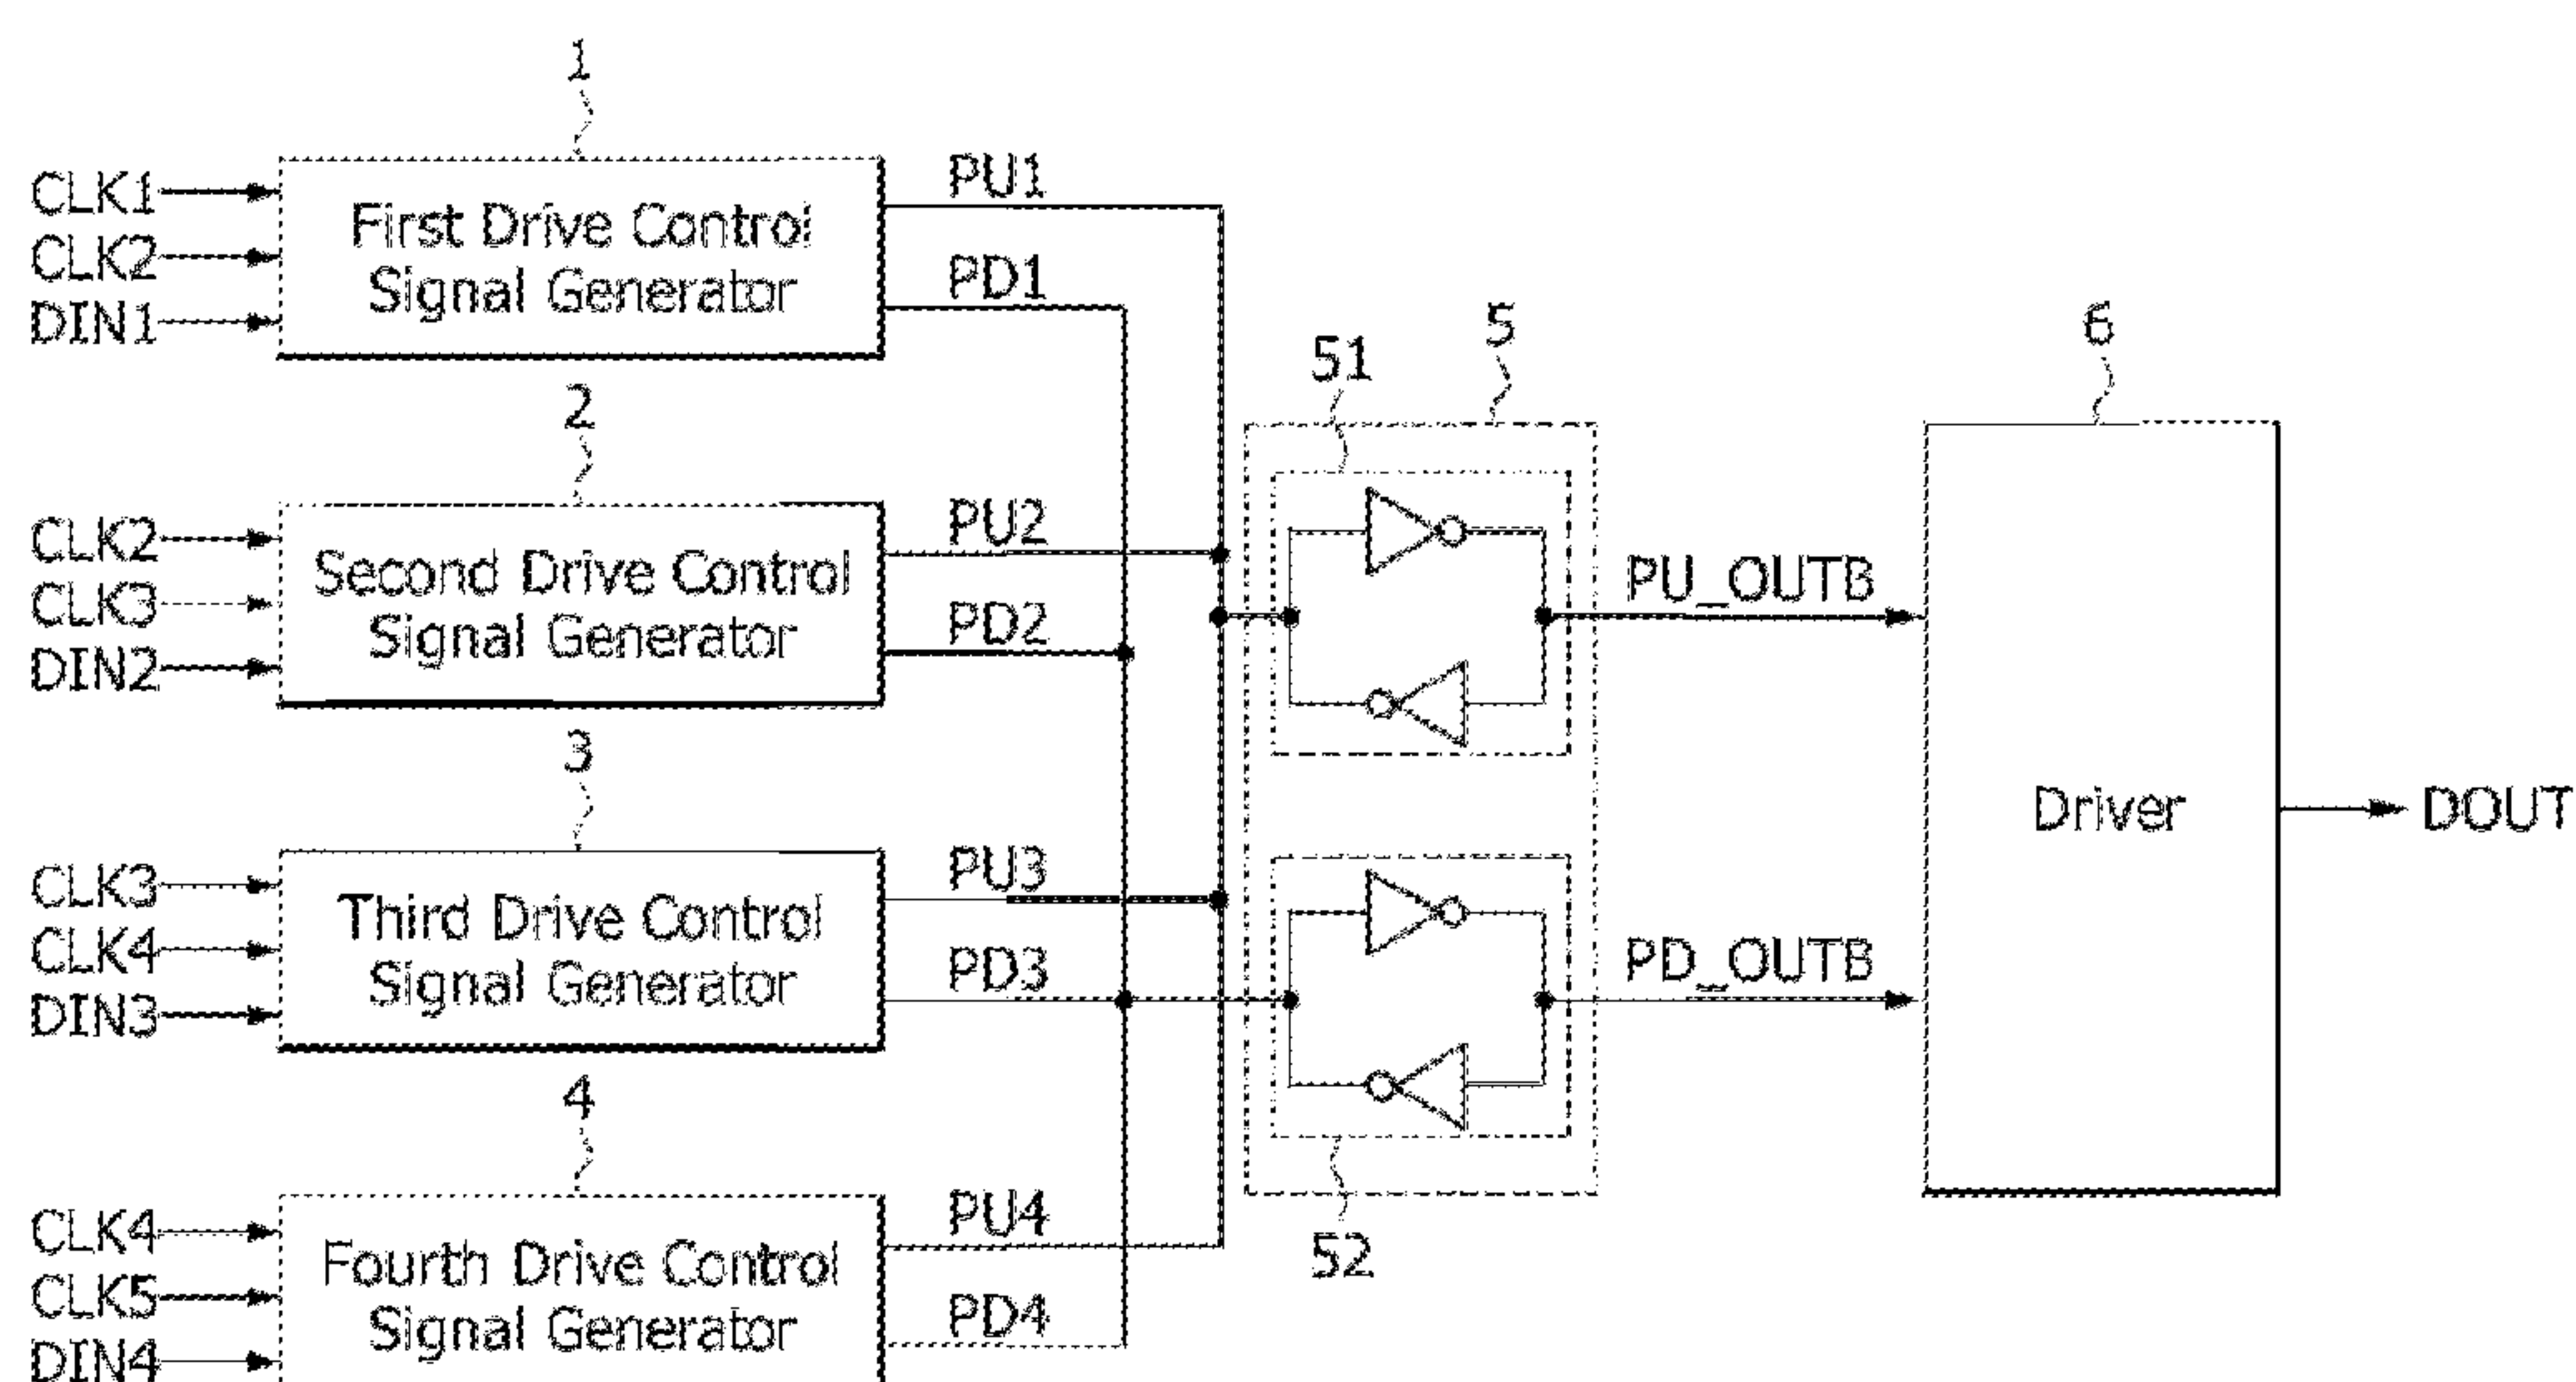 1
CLK1
CLK2
DIN1
First Drive Control
Signal Generator
PU1
PD1
2
CLK2
CLK3
DIN2
Second Drive Control
Signal Generator
PU2
PD2
3
CLK3
CLK4
DIN3
Third Drive Control
Signal Generator
PU3
PD3
4
CLK4
CLK5
DIN4
Fourth Drive Control
Signal Generator
PU4
PD4
5
51
52
PU_OUTB
PD_OUTB
6
Driver
DOUT